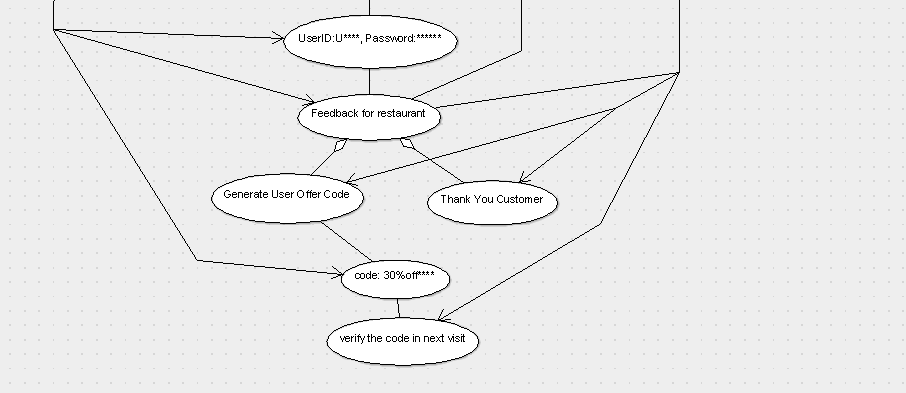 UserID:U****, Password:******
Feedback for restaurant
Generate User Offer Code
Thank You Customer
code: 30%off****
verify the code in next visit